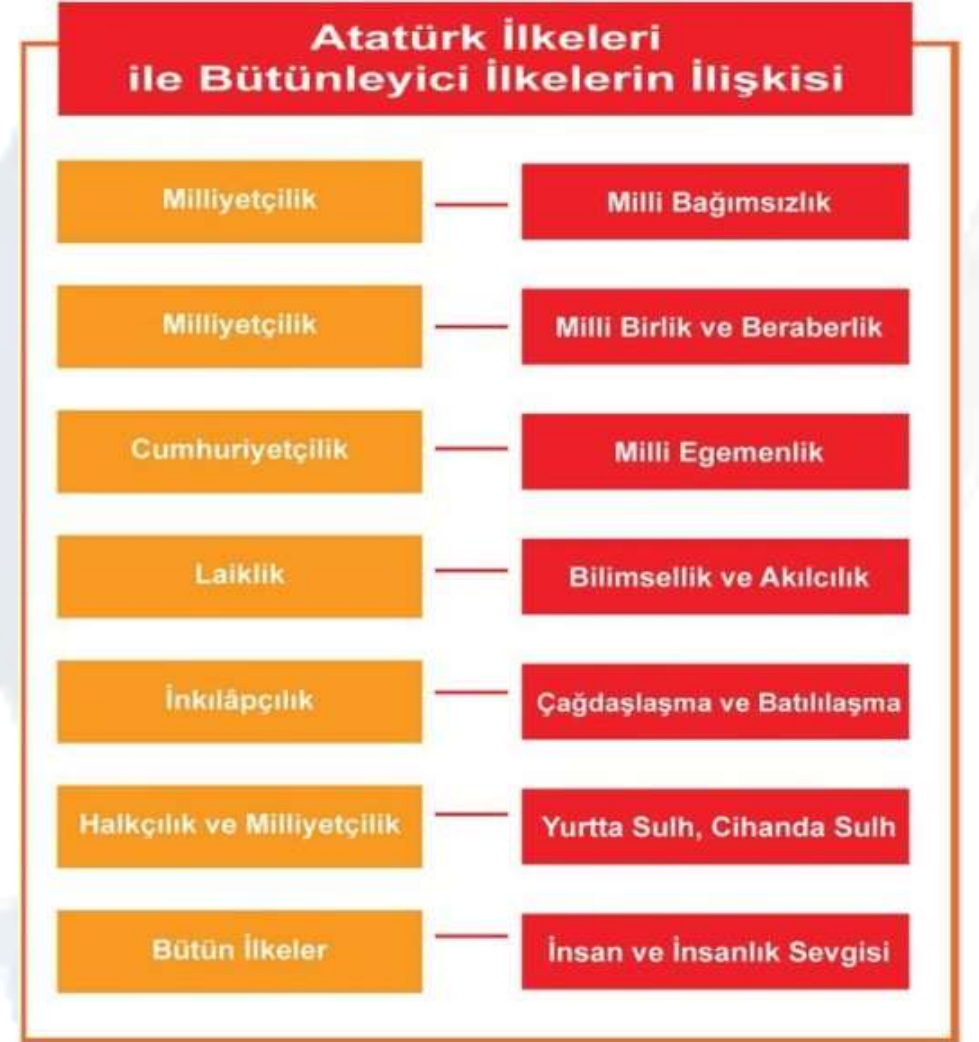 Atatürk İlkeleri
ile Bütünleyici İlkelerin İlişkisi
Milliyetçilik
Milli Bağımsızlık
Milliyetçilik
Milli Birlik ve Beraberlik
Cumhuriyetçilik
Milli Egemenlik
Laiklik
Bilimsellik ve Akılcılık
İnkılâpçılık
Çağdaşlaşma ve Batılılaşma
Halkçılık ve Milliyetçilik
Yurtta Sulh, Cihanda Sulh
Bütün İlkeler
İnsan ve İnsanlık Sevgisi